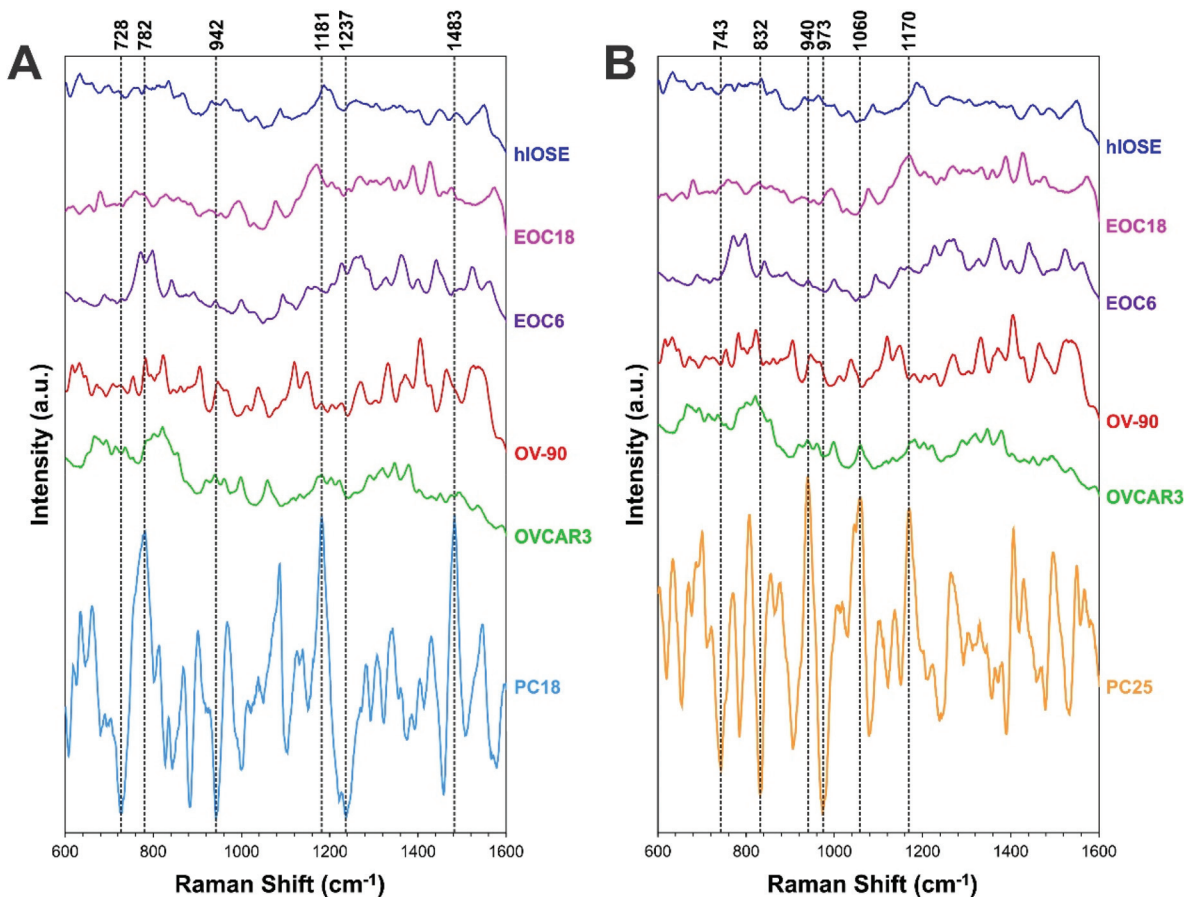 A
728 782 942 1181 1237 1483
hIOSE
EOC18
EOC6
OV-90
OVCAR3
PC18
Intensity (a.u.)
600 800 1000 1200 1400 1600
Raman Shift (cm⁻¹)
B
743 832 940 973 1060 1170
hIOSE
EOC18
EOC6
OV-90
OVCAR3
PC25
Intensity (a.u.)
600 800 1000 1200 1400 1600
Raman Shift (cm⁻¹)